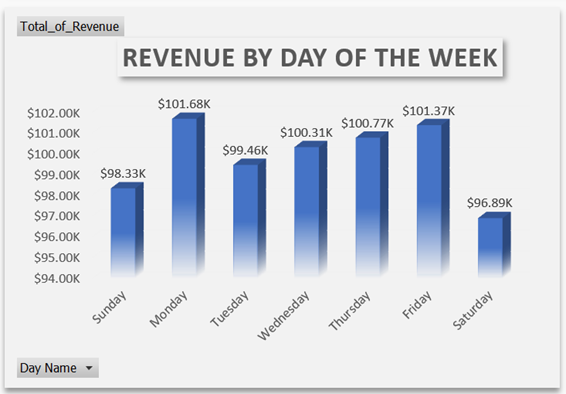 Total_of_Revenue
REVENUE BY DAY OF THE WEEK
$102.00K
$101.00K
$100.00K
$99.00K
$98.00K
$97.00K
$96.00K
$95.00K
$94.00K
$98.33K
$101.68K
$99.46K
$100.31K
$100.77K
$101.37K
$96.89K
Sunday
Monday
Tuesday
Wednesday
Thursday
Friday
Saturday
Day Name